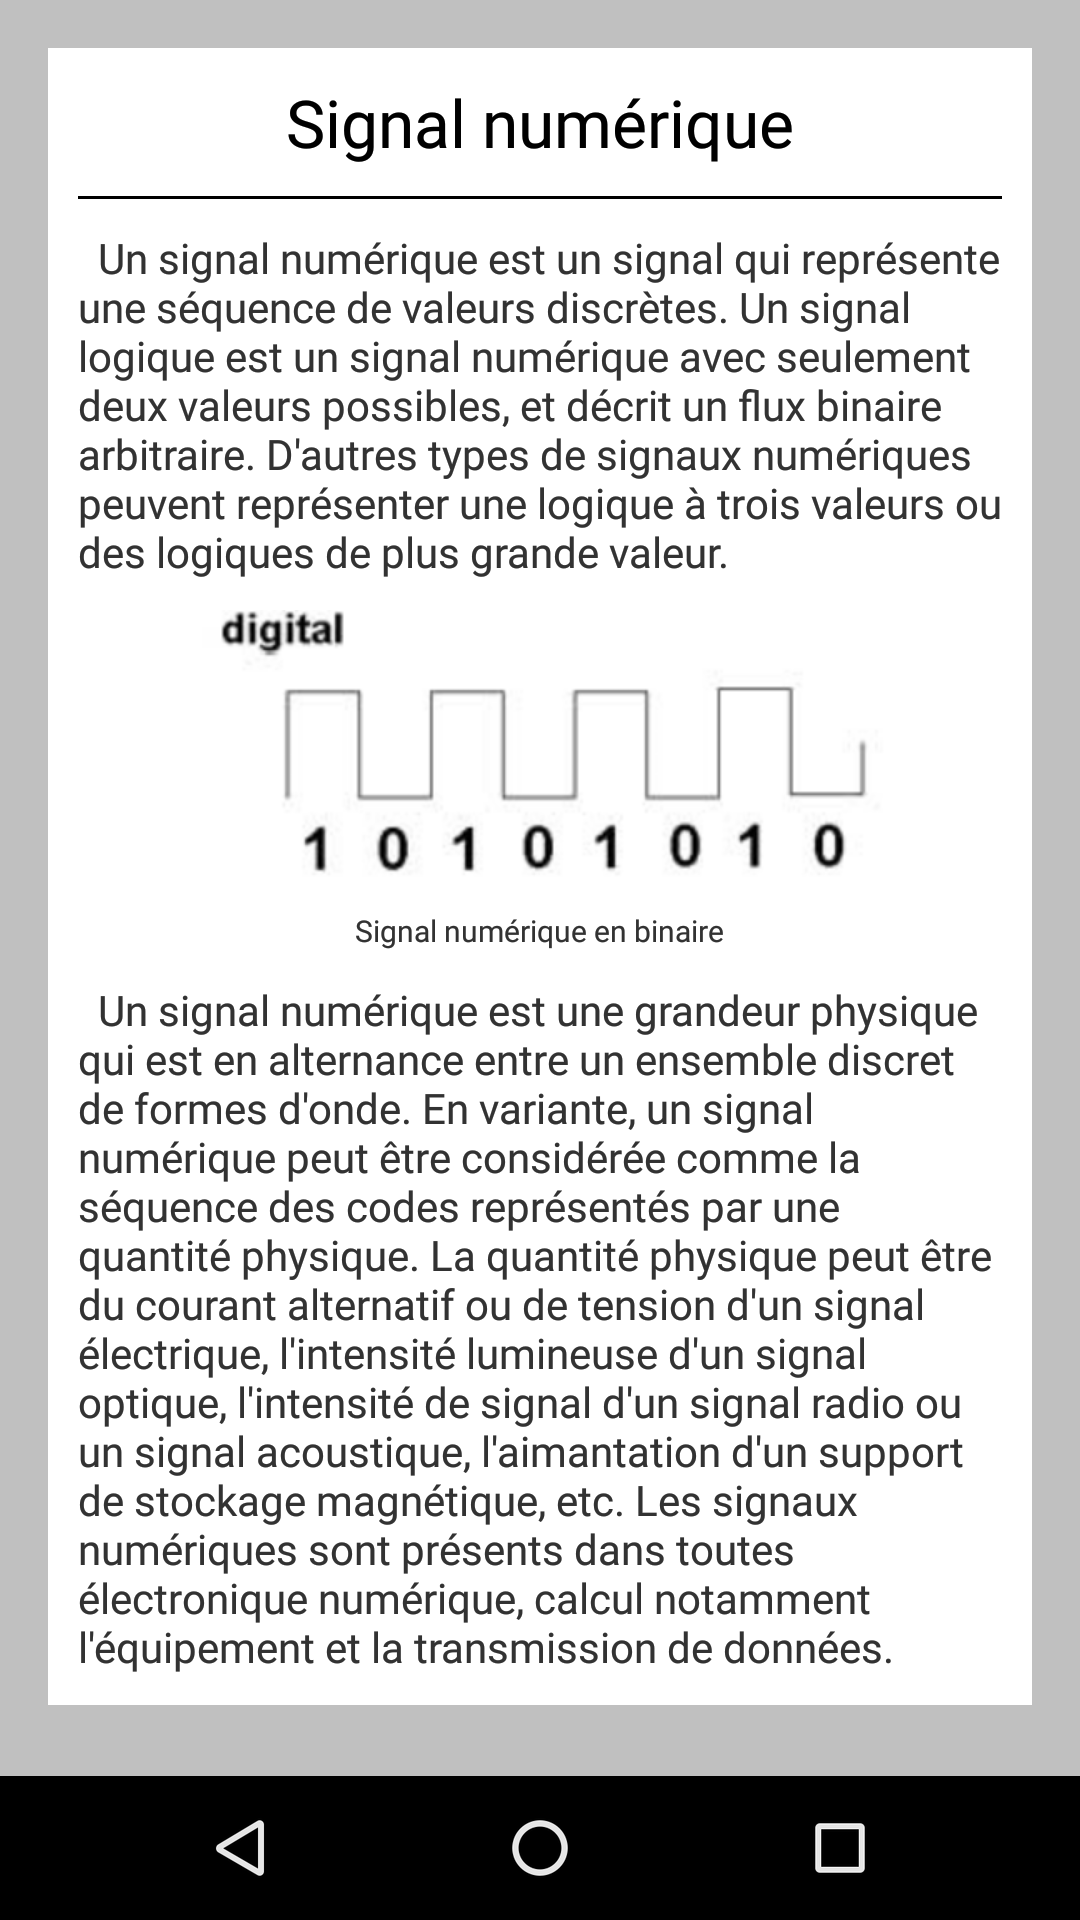 Signal numérique
Un signal numérique est un signal qui représente
une séquence de valeurs discrètes. Un signal
logique est un signal numérique avec seulement
deux valeurs possibles, et décrit un flux binaire
arbitraire. D'autres types de signaux numériques
peuvent représenter une logique à trois valeurs ou
des logiques de plus grande valeur.
digital
1 0 1 0 1 0 1 0
Signal numérique en binaire
Un signal numérique est une grandeur physique
qui est en alternance entre un ensemble discret
de formes d'onde. En variante, un signal
numérique peut être considérée comme la
séquence des codes représentés par une
quantité physique. La quantité physique peut être
du courant alternatif ou de tension d'un signal
électrique, l'intensité lumineuse d'un signal
optique, l'intensité de signal d'un signal radio ou
un signal acoustique, l'aimantation d'un support
de stockage magnétique, etc. Les signaux
numériques sont présents dans toutes
électronique numérique, calcul notamment
l'équipement et la transmission de données.